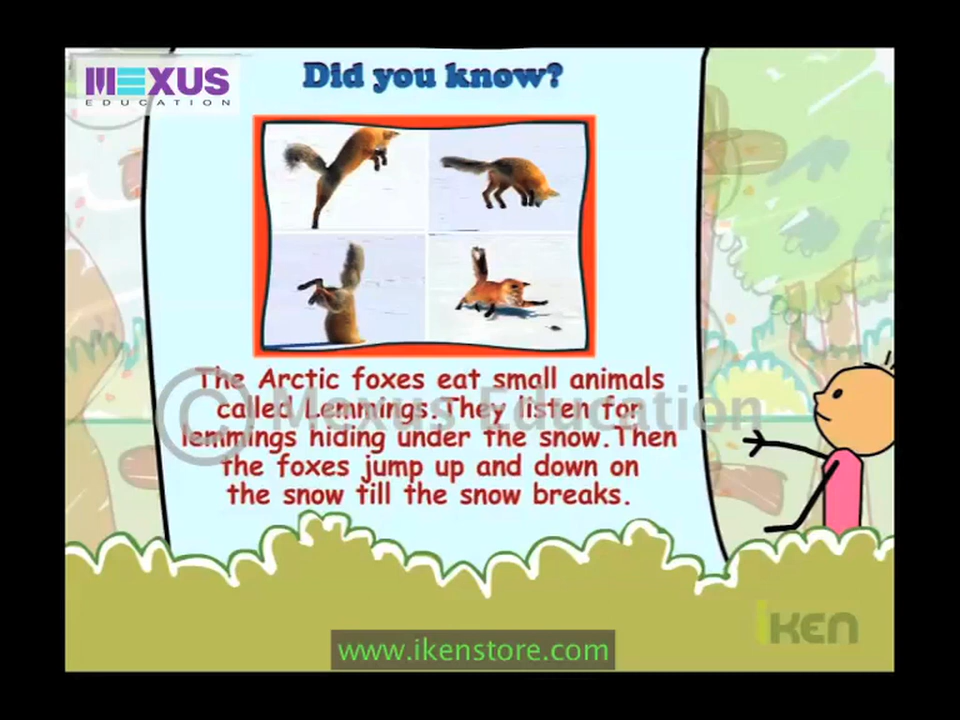 MEXUS
EDUCATION
Did you know?
The Arctic foxes eat small animals
called Lemmings.They listen for
lemmings hiding under the snow.Then
the foxes jump up and down on
the snow till the snow breaks.
© Mexus Education
iKEN
www.ikenstore.com